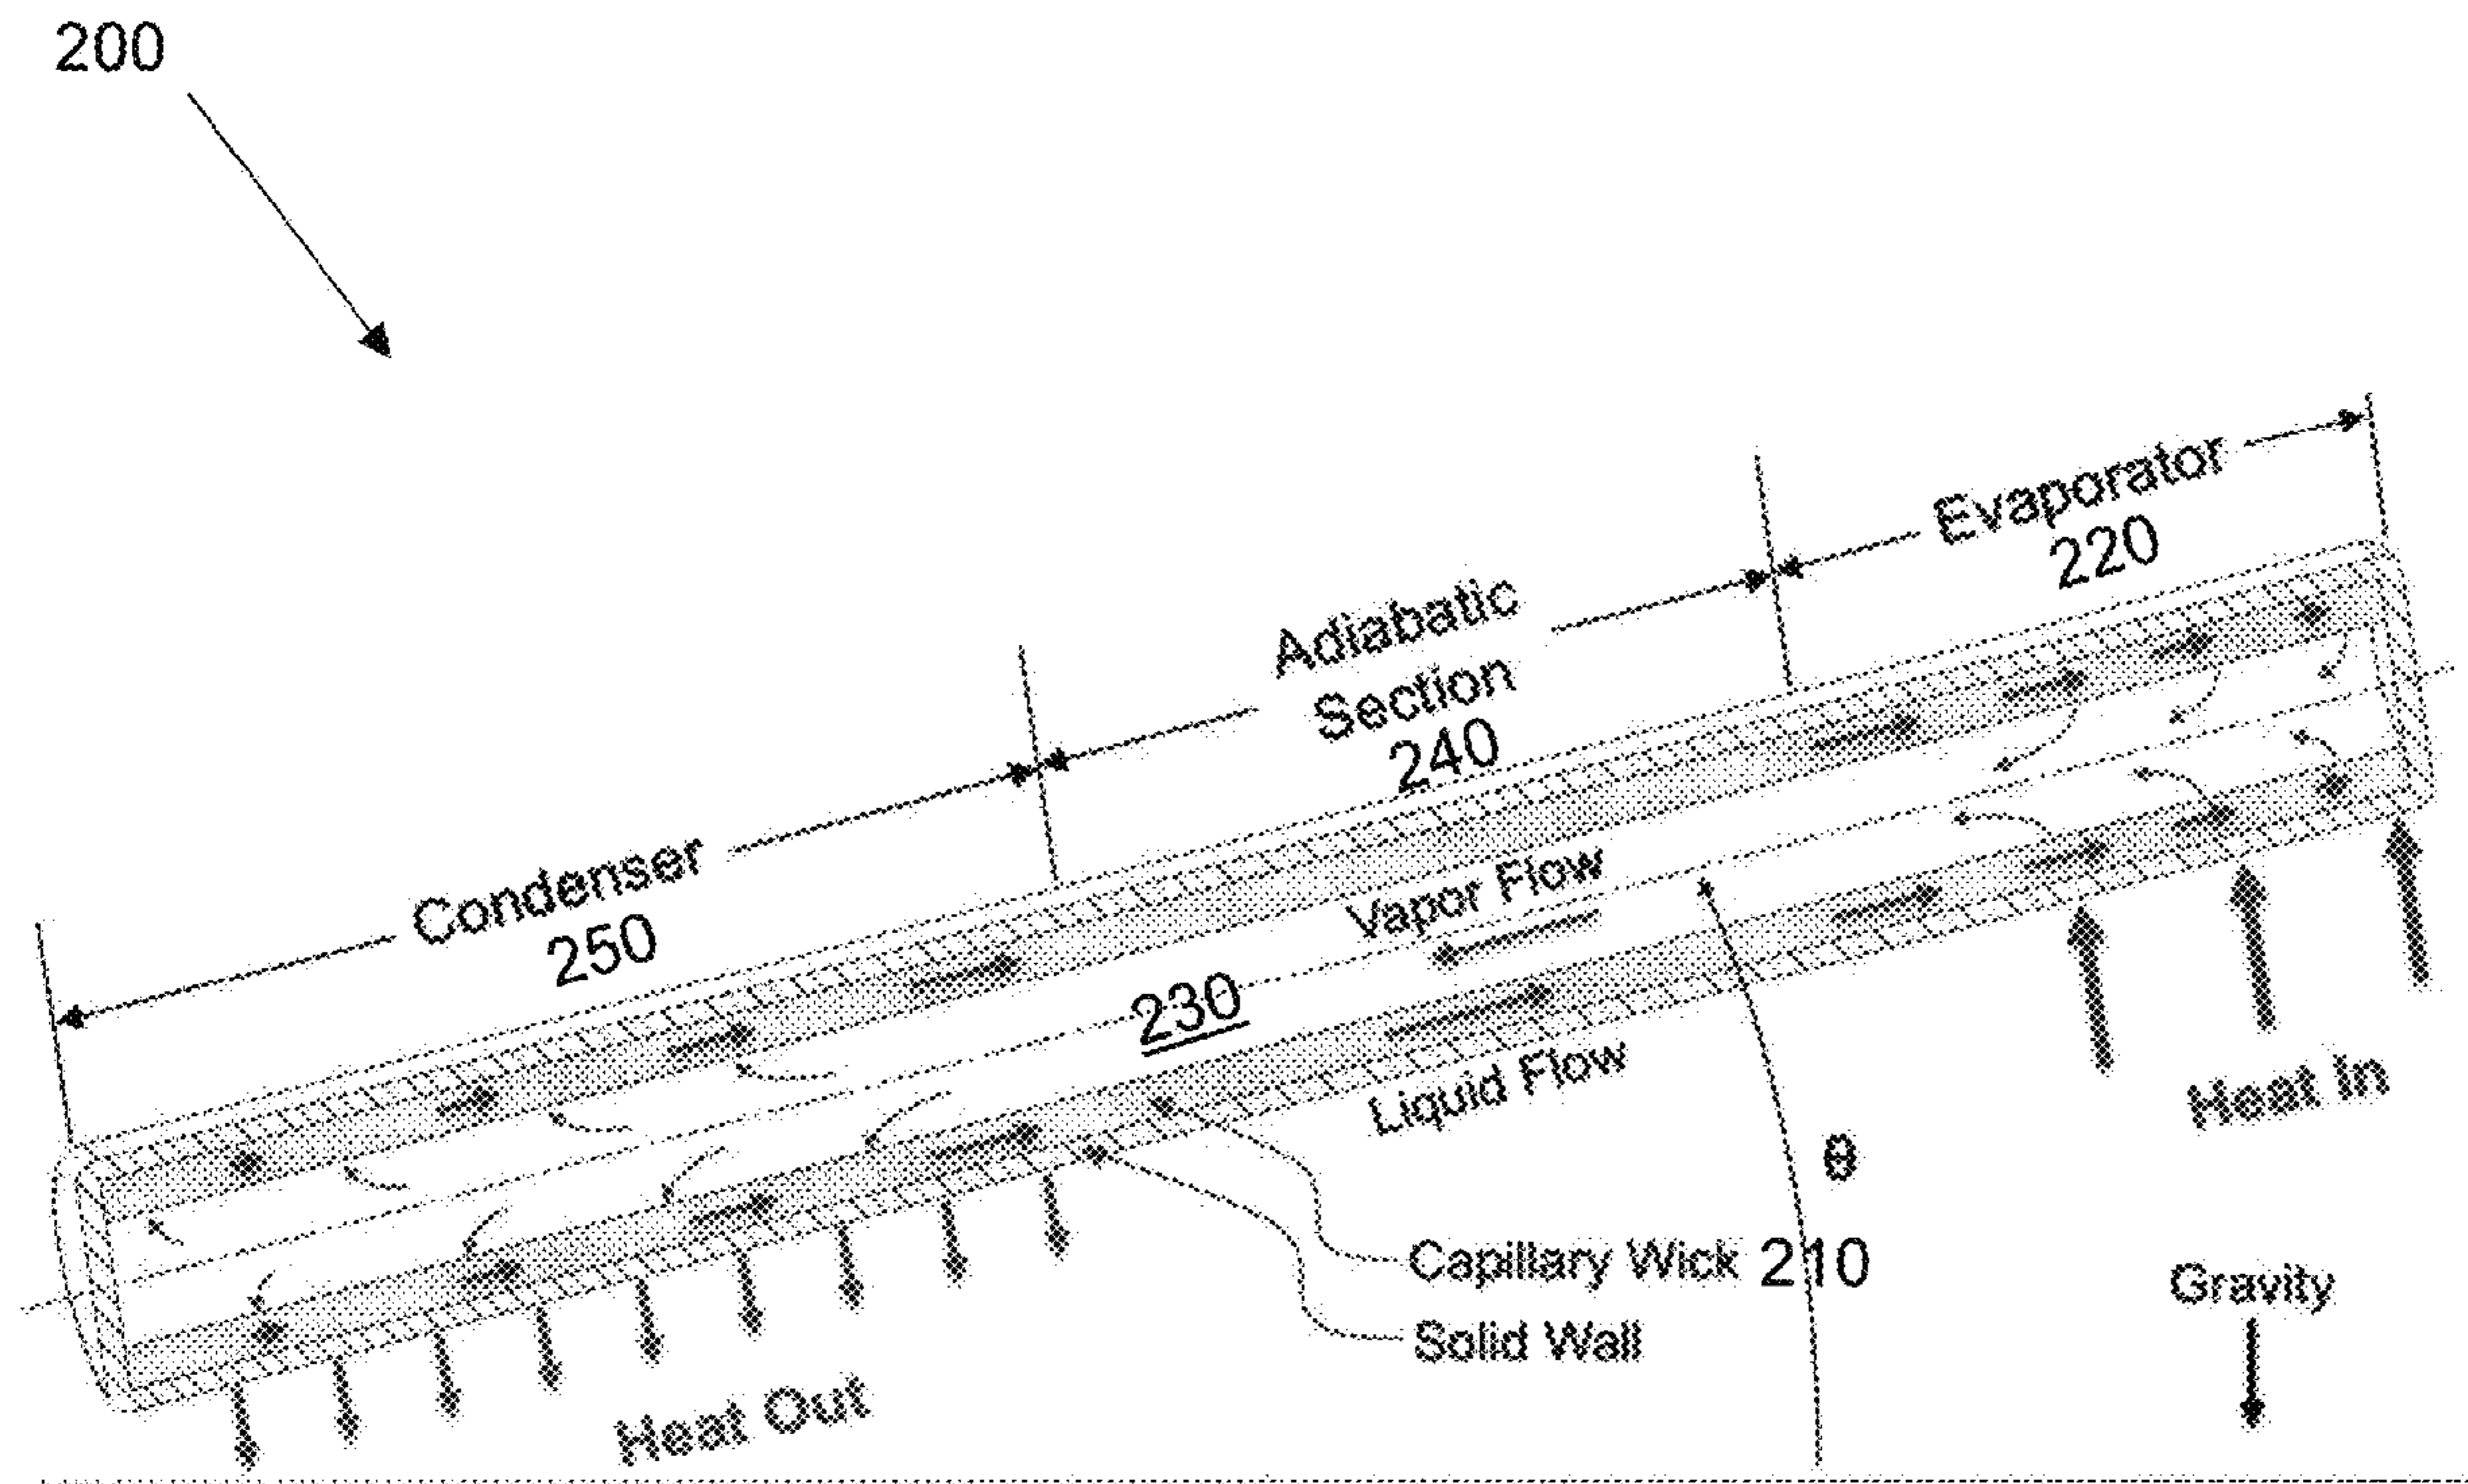 200
Evaporator
220
Adiabatic
Section
240
Condenser
250
Vapor Flow
230
Liquid Flow
Heat In
θ
Capillary Wick 210
Gravity
Solid Wall
Heat Out